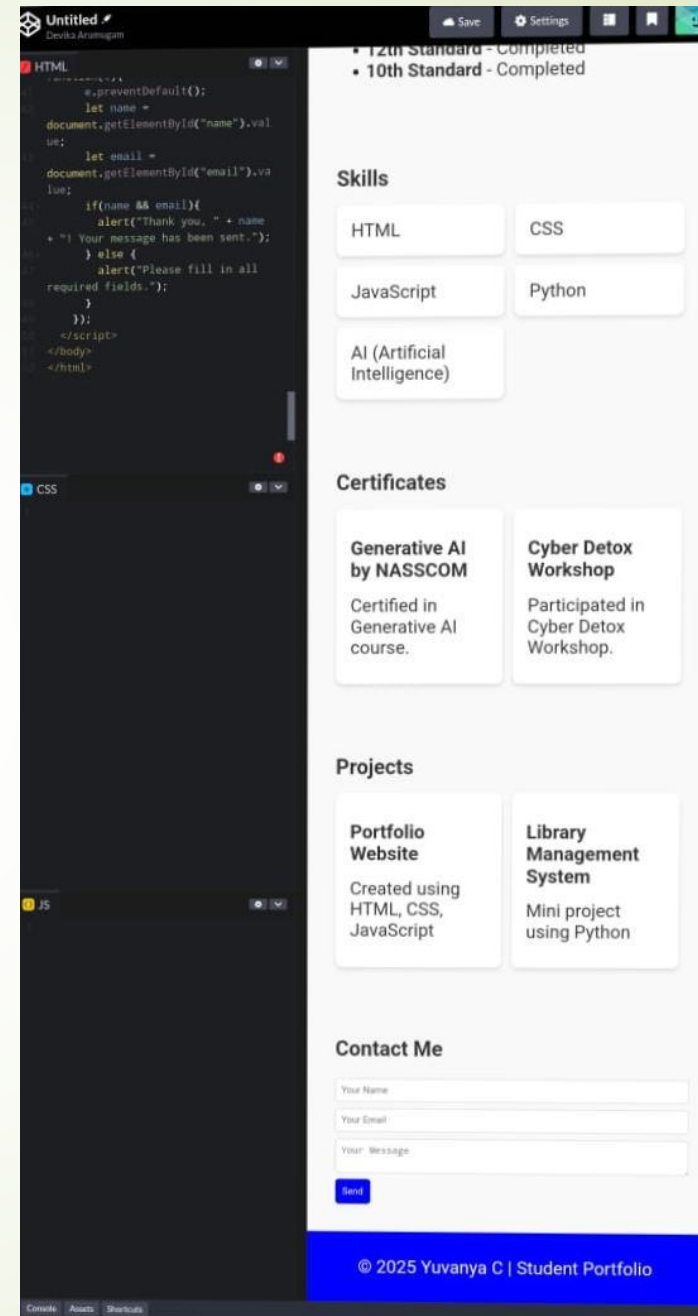 Untitled
Devika Arumugam
Save
Settings
HTML
e.preventDefault();
let name =
document.getElementById("name").val
ue;
let email =
document.getElementById("email").va
lue;
if(name && email){
alert("Thank you, " + name
+ "! Your message has been sent.");
} else {
alert("Please fill in all
required fields.");
}
});
</script>
</body>
</html>
CSS
JS
Console Assets Shortcuts
• 12th Standard - Completed
• 10th Standard - Completed
Skills
HTML
CSS
JavaScript
Python
AI (Artificial
Intelligence)
Certificates
Generative AI
by NASSCOM
Certified in
Generative AI
course.
Cyber Detox
Workshop
Participated in
Cyber Detox
Workshop.
Projects
Portfolio
Website
Created using
HTML, CSS,
JavaScript
Library
Management
System
Mini project
using Python
Contact Me
Your Name
Your Email
Your Message
Send
© 2025 Yuvanya C | Student Portfolio